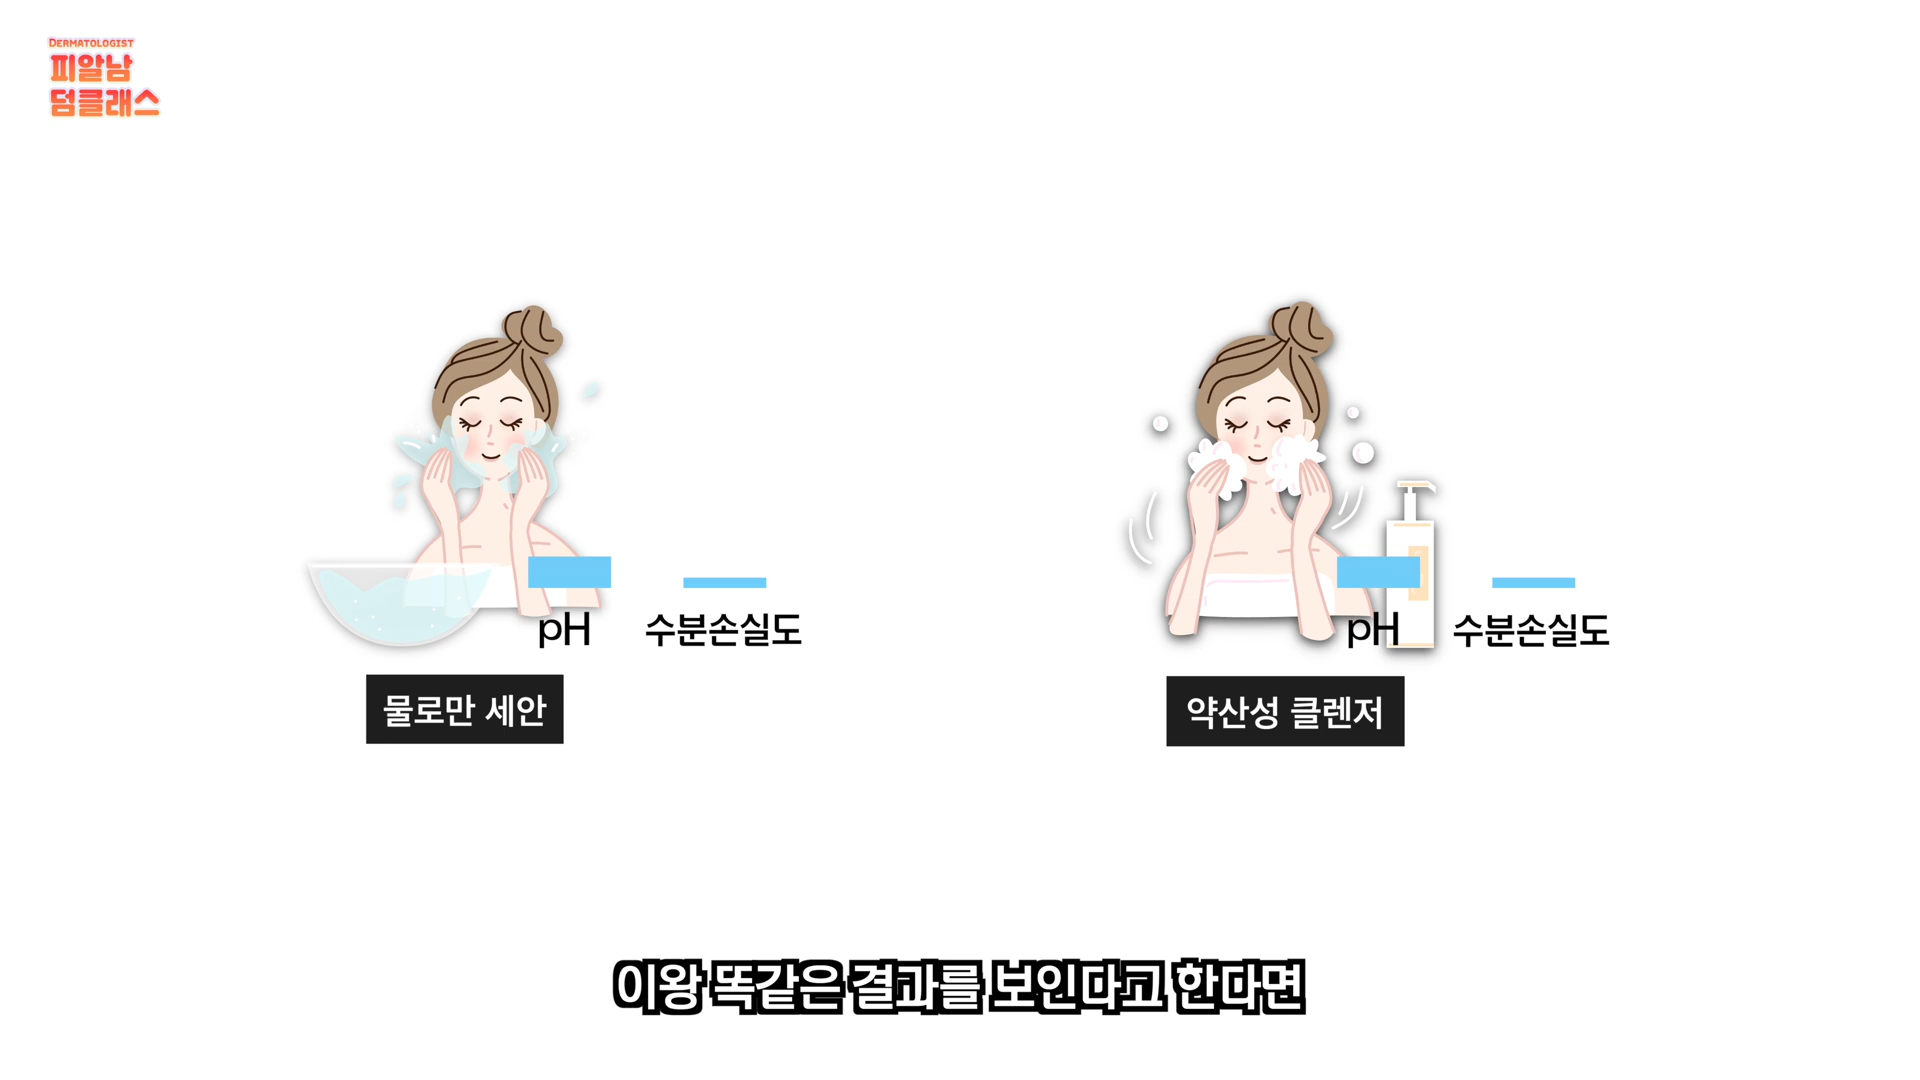 DERMATOLOGIST
피알남
덤클래스
pH
수분손실도
pH
수분손실도
물로만 세안
약산성 클렌저
이왕 똑같은 결과를 보인다고 한다면